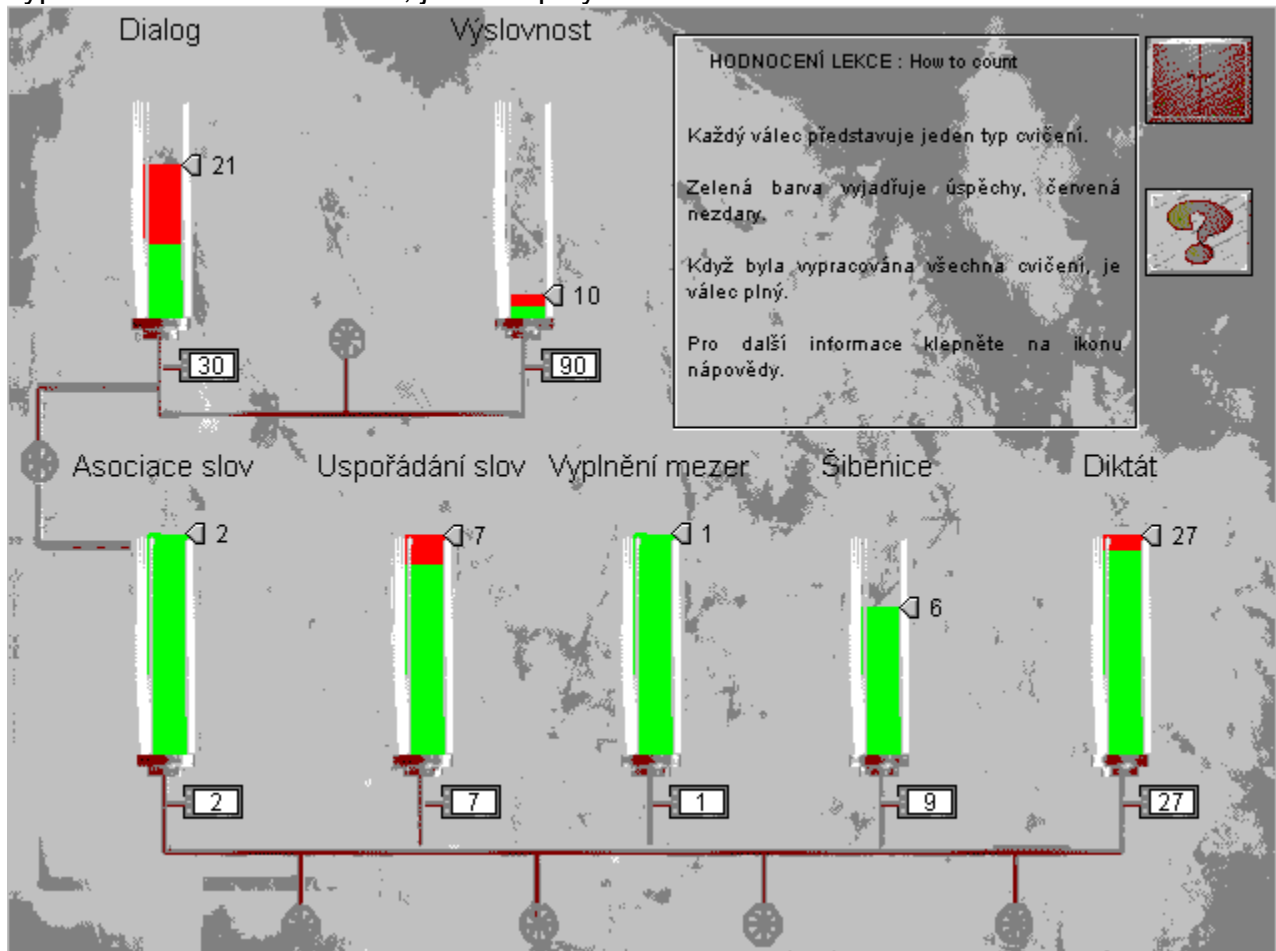 Dialog
Výslovnost
HODNOCENÍ LEKCE : How to count
Každý válec představuje jeden typ cvičení.
Zelená barva vyjadřuje úspěchy, červená
nezdary.
Když byla vypracována všechna cvičení, je
válec plný.
Pro další informace klepněte na ikonu
nápovědy.
21
10
30
90
Asociace slov
Uspořádání slov
Vyplnění mezer
Šibenice
Diktát
2
7
1
6
27
2
7
1
9
27